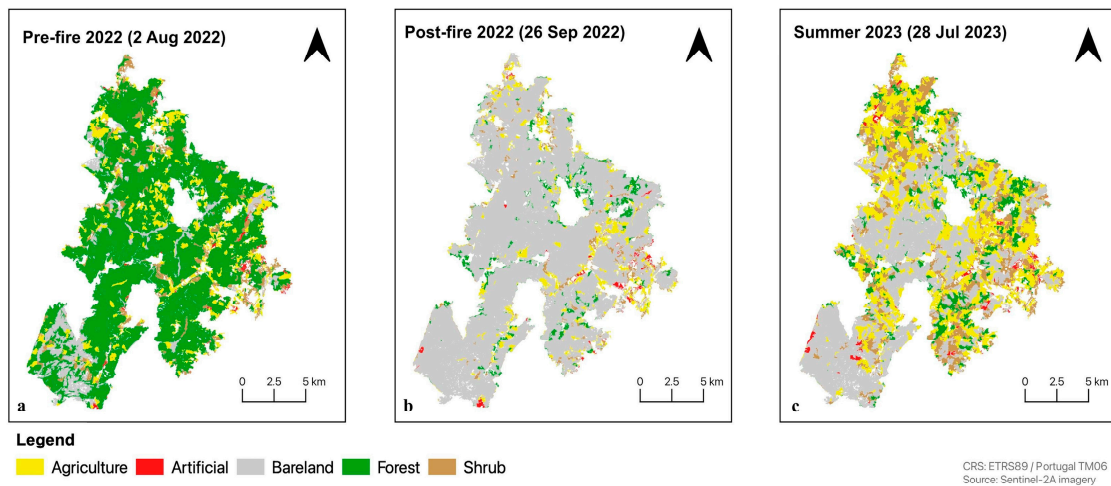 Pre-fire 2022 (2 Aug 2022)
Post-fire 2022 (26 Sep 2022)
Summer 2023 (28 Jul 2023)
0 2.5 5 km
0 2.5 5 km
0 2.5 5 km
a
b
c
Legend
Agriculture Artificial Bareland Forest Shrub
CRS: ETRS89 / Portugal TM06
Source: Sentinel-2A imagery